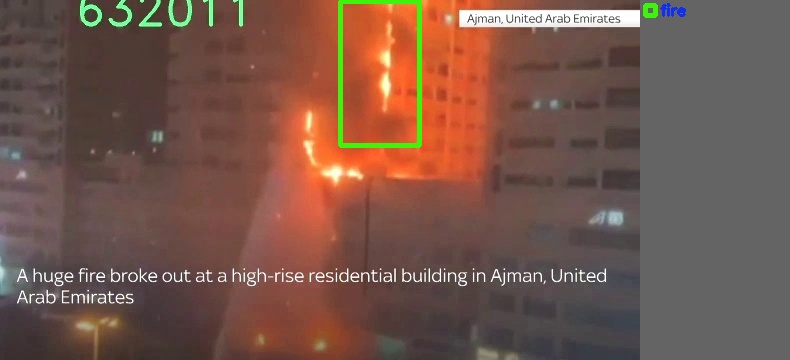 632011
Ajman, United Arab Emirates
fire
A huge fire broke out at a high-rise residential building in Ajman, United
Arab Emirates